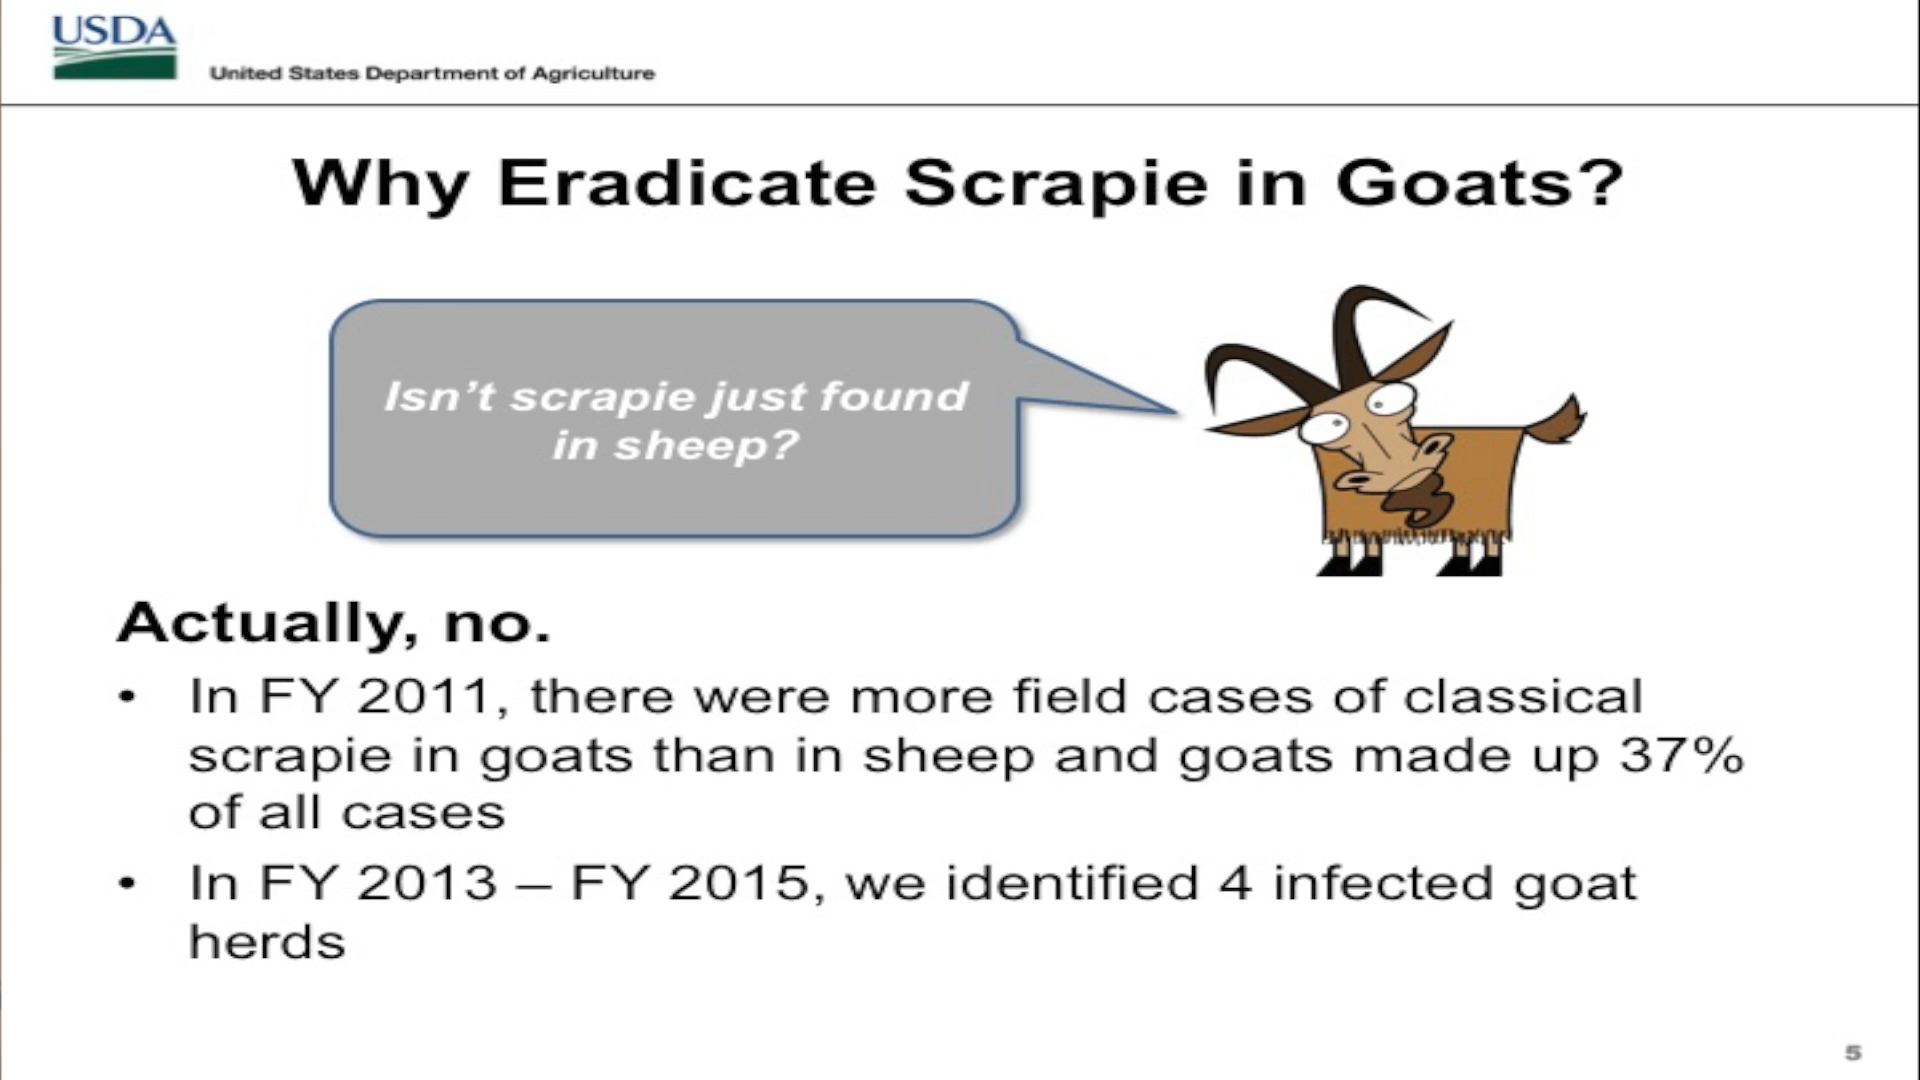 USDA
United States Department of Agriculture
Why Eradicate Scrapie in Goats?
Isn't scrapie just found
in sheep?
Actually, no.
• In FY 2011, there were more field cases of classical
scrapie in goats than in sheep and goats made up 37%
of all cases
• In FY 2013 – FY 2015, we identified 4 infected goat
herds
5